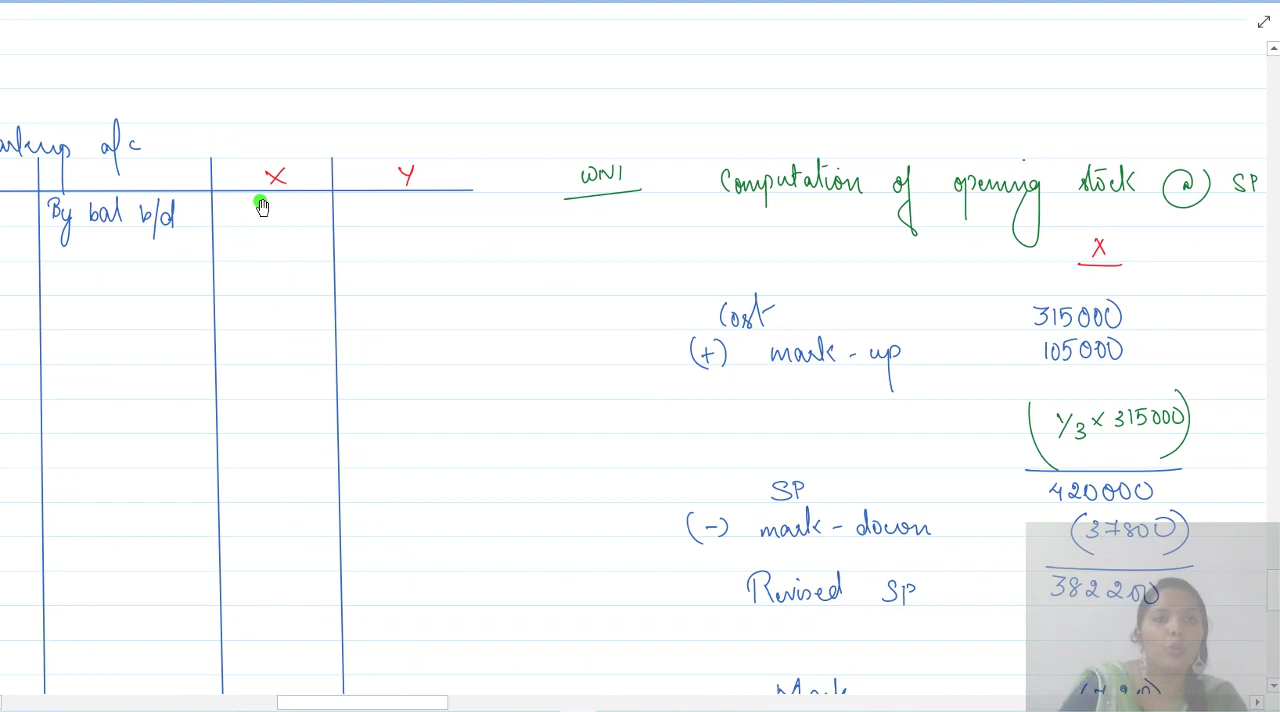 a/c
X Y
By bal b/d
WN1 Computation of opening stock @ SP
X
Cost 315000
(+) mark-up 105000
(1/3 × 315000)
SP 420000
(-) mark-down (37800)
Revised SP 382200